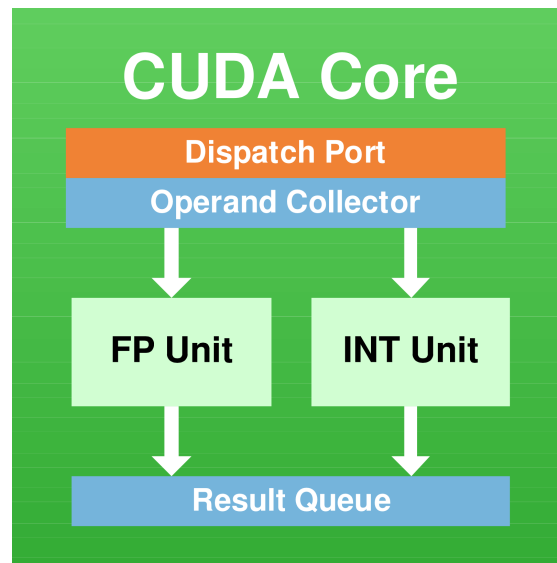 CUDA Core
Dispatch Port
Operand Collector
FP Unit
INT Unit
Result Queue